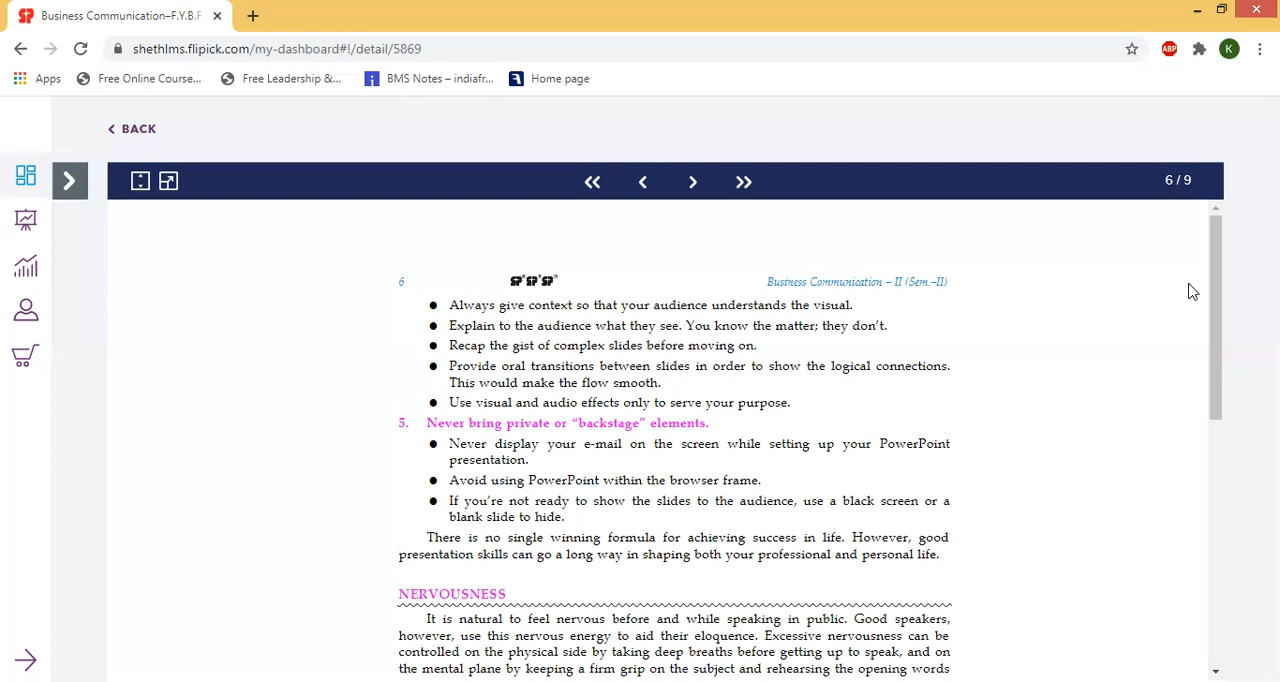 Business Communication–F.Y.B.F.
shethlms.flipick.com/my-dashboard#!/detail/5869
ABP
K
Apps
Free Online Course...
Free Leadership &...
BMS Notes – indiafr...
Home page
BACK
6 / 9
6
Business Communication – II (Sem.–II)
● Always give context so that your audience understands the visual.
● Explain to the audience what they see. You know the matter; they don't.
● Recap the gist of complex slides before moving on.
● Provide oral transitions between slides in order to show the logical connections.
This would make the flow smooth.
● Use visual and audio effects only to serve your purpose.
5. Never bring private or “backstage” elements.
● Never display your e-mail on the screen while setting up your PowerPoint
presentation.
● Avoid using PowerPoint within the browser frame.
● If you're not ready to show the slides to the audience, use a black screen or a
blank slide to hide.
There is no single winning formula for achieving success in life. However, good
presentation skills can go a long way in shaping both your professional and personal life.
NERVOUSNESS
It is natural to feel nervous before and while speaking in public. Good speakers,
however, use this nervous energy to aid their eloquence. Excessive nervousness can be
controlled on the physical side by taking deep breaths before getting up to speak, and on
the mental plane by keeping a firm grip on the subject and rehearsing the opening words